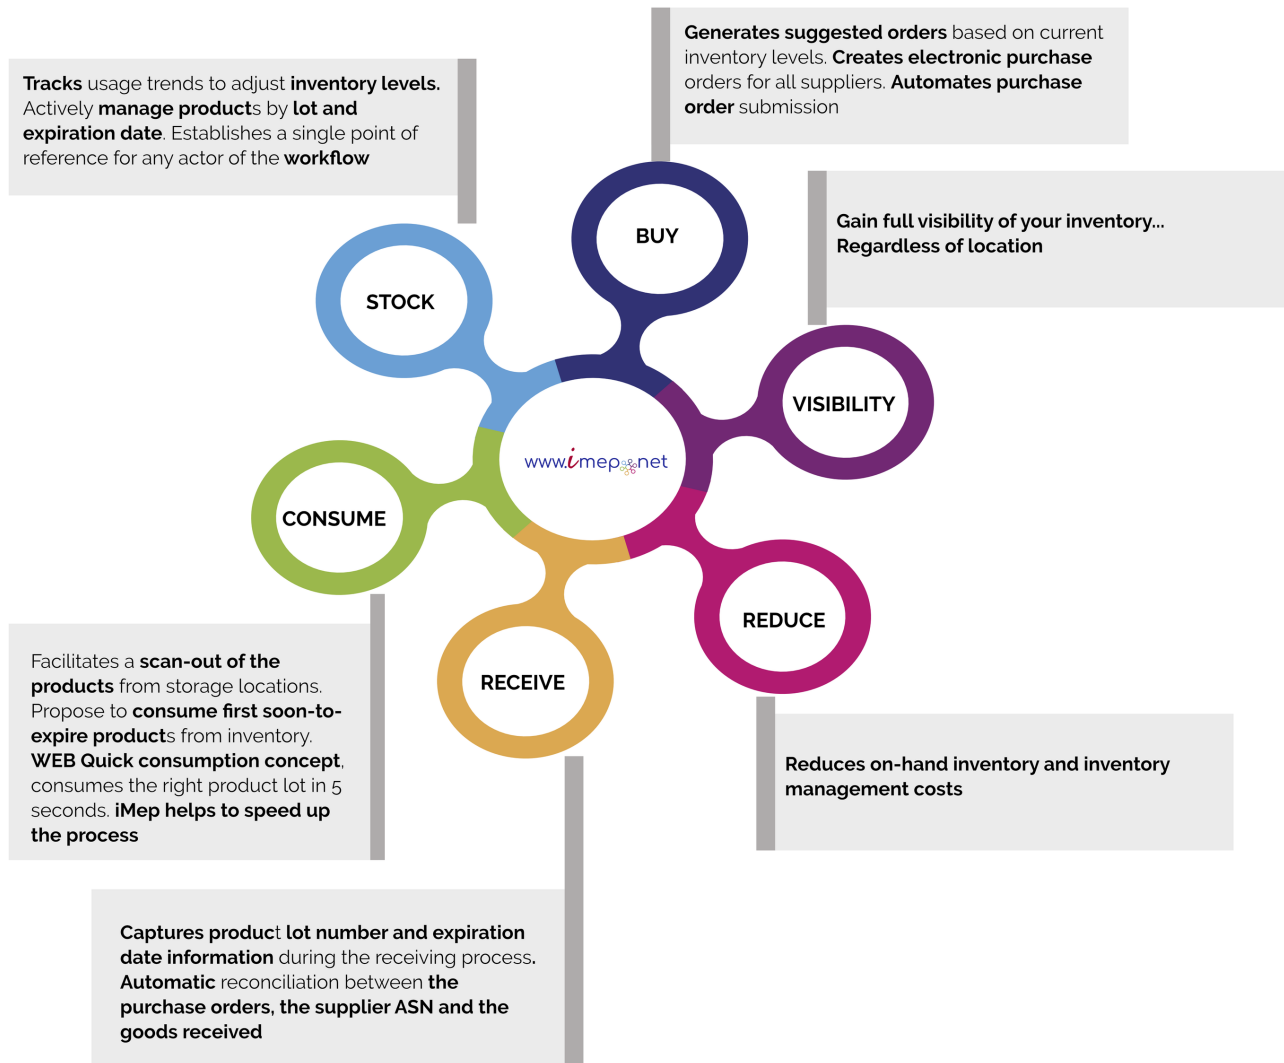 Generates suggested orders based on current
inventory levels. Creates electronic purchase
orders for all suppliers. Automates purchase
order submission
Tracks usage trends to adjust inventory levels.
Actively manage products by lot and
expiration date. Establishes a single point of
reference for any actor of the workflow
Gain full visibility of your inventory...
Regardless of location
BUY
STOCK
VISIBILITY
www.imep.net
CONSUME
REDUCE
RECEIVE
Facilitates a scan-out of the
products from storage locations.
Propose to consume first soon-to-
expire products from inventory.
WEB Quick consumption concept,
consumes the right product lot in 5
seconds. iMep helps to speed up
the process
Reduces on-hand inventory and inventory
management costs
Captures product lot number and expiration
date information during the receiving process.
Automatic reconciliation between the
purchase orders, the supplier ASN and the
goods received